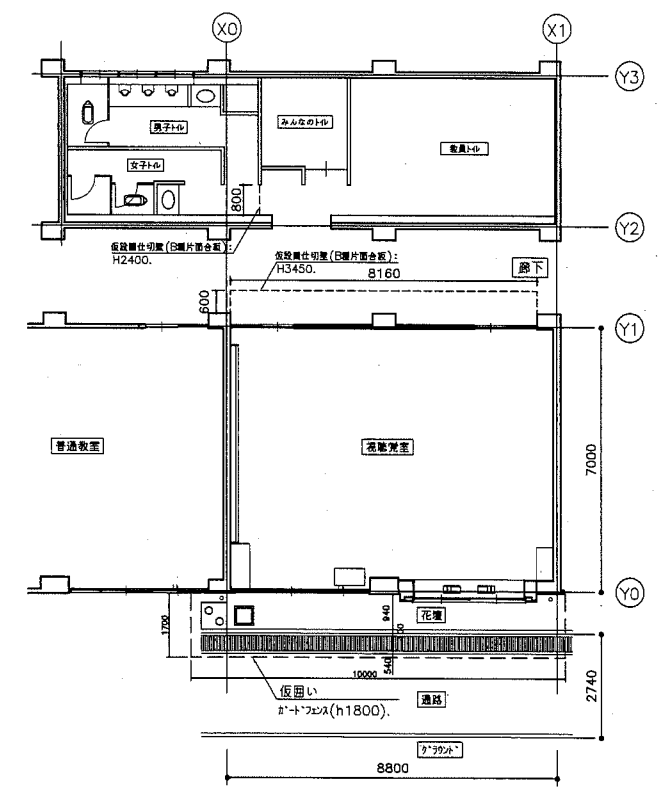 X0
X1
Y3
男子トイレ
みんなのトイレ
教員トイレ
女子トイレ
800
Y2
仮設間仕切壁(B種片面合板):
H2400.
仮設間仕切壁(B種片面合板):
H3450.
廊下
8160
600
Y1
普通教室
視聴覚室
7000
Y0
1700
940
花壇
540
10000
仮囲い
ガードフェンス(h1800).
通路
2740
グラウンド
8800